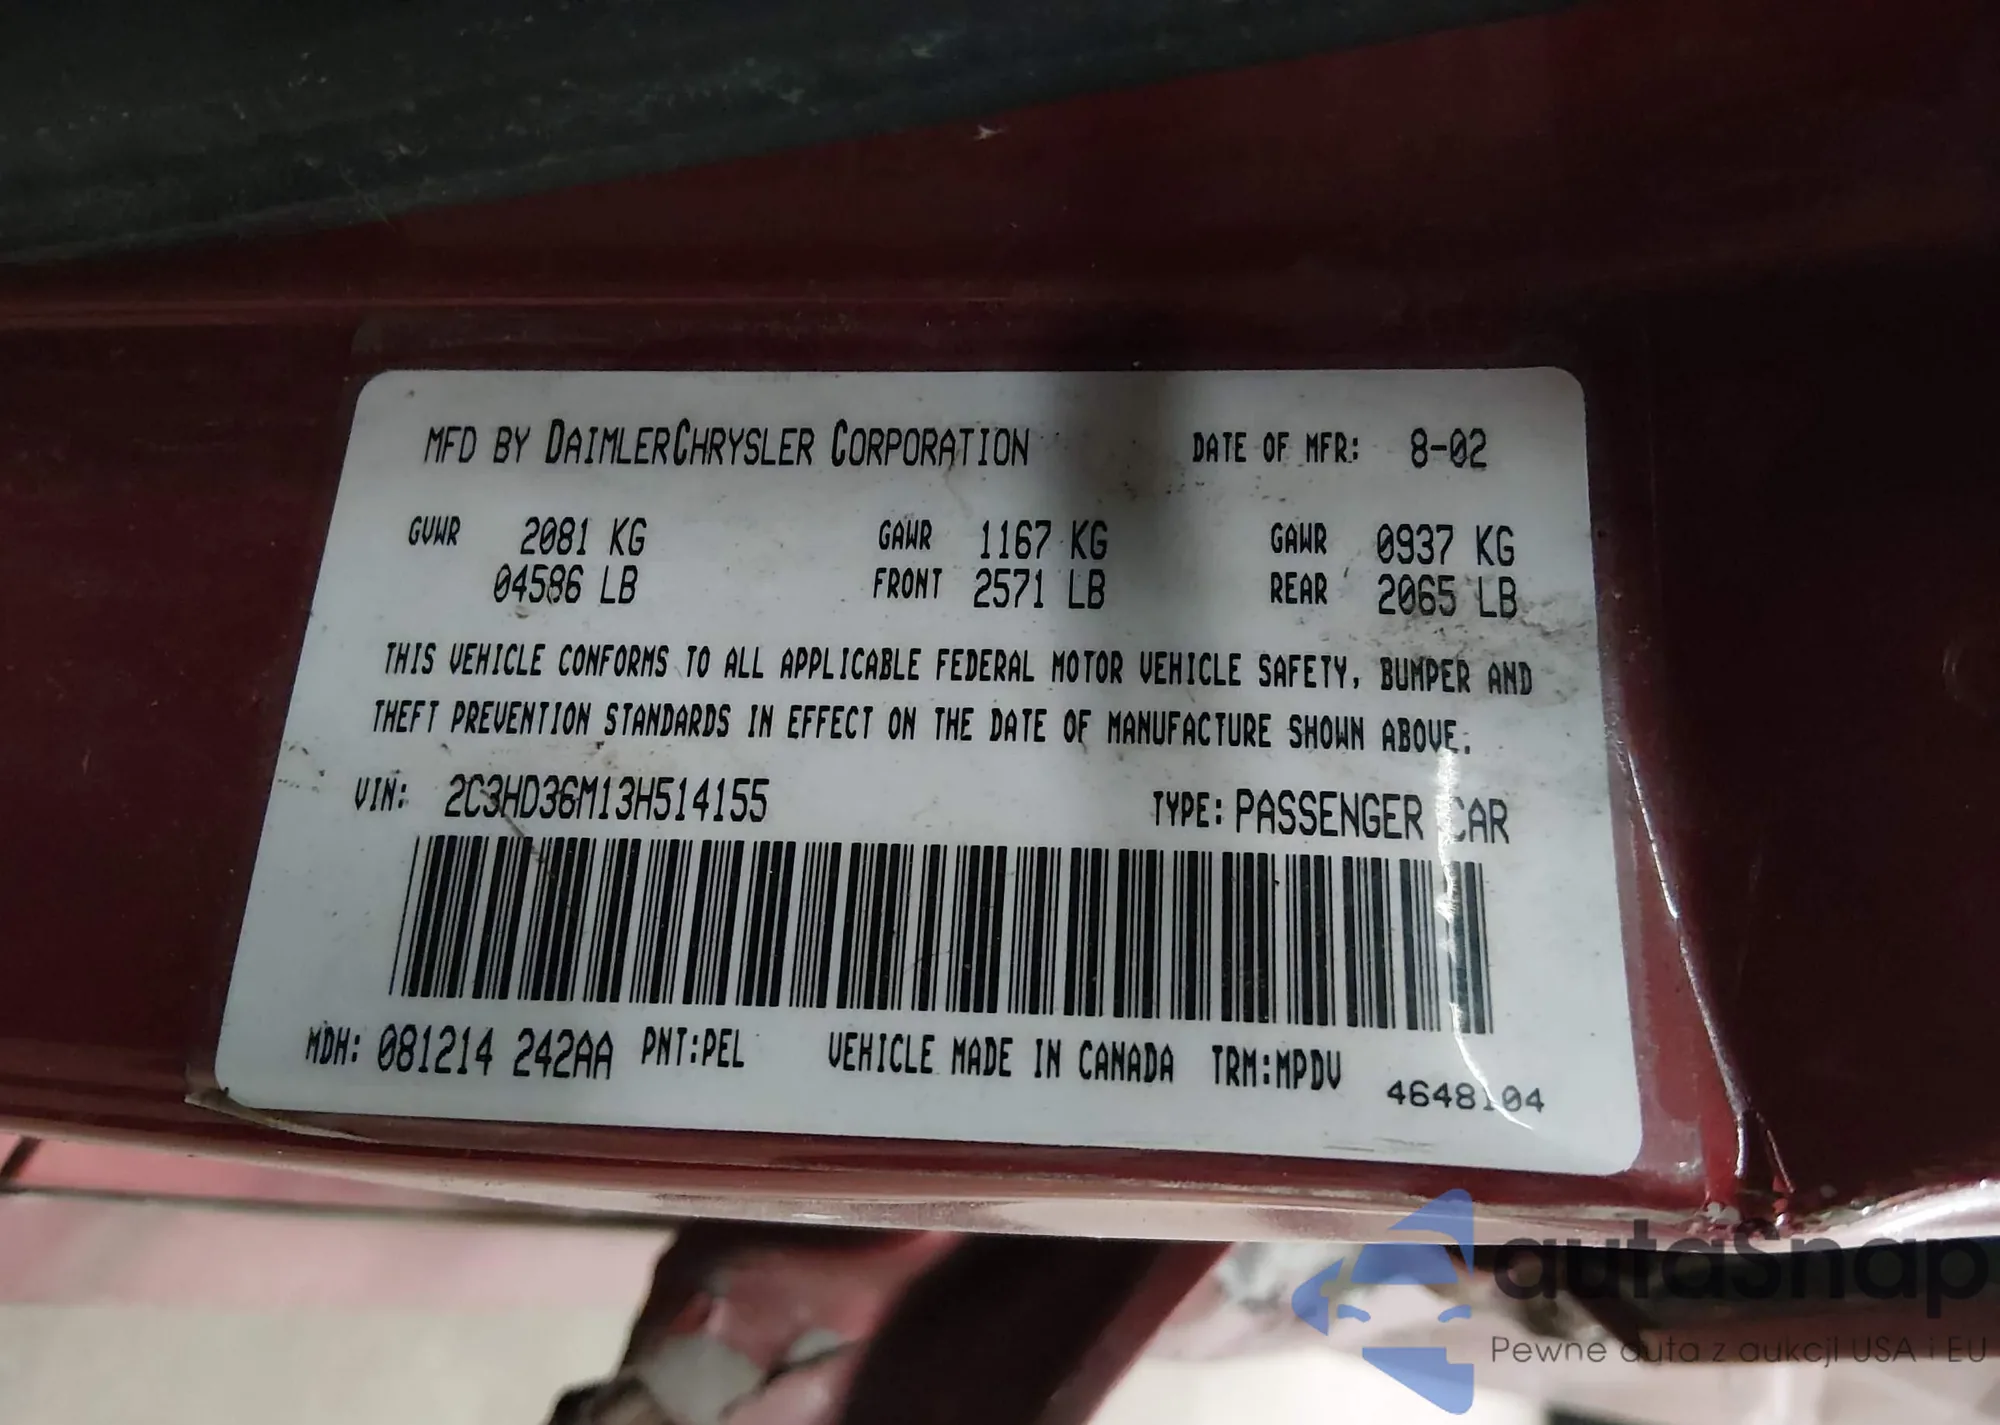 MFD BY DAIMLERCHRYSLER CORPORATION DATE OF MFR: 8-02
GVWR 2081 KG GAWR 1167 KG GAWR 0937 KG
04586 LB FRONT 2571 LB REAR 2065 LB
THIS VEHICLE CONFORMS TO ALL APPLICABLE FEDERAL MOTOR VEHICLE SAFETY, BUMPER AND
THEFT PREVENTION STANDARDS IN EFFECT ON THE DATE OF MANUFACTURE SHOWN ABOVE.
VIN: 2C3HD36M13H514155 TYPE: PASSENGER CAR
MDH: 081214 242AA PNT:PEL VEHICLE MADE IN CANADA TRM:MPDV 4648104
autaSnap
Pewne auta z aukcji USA i EU